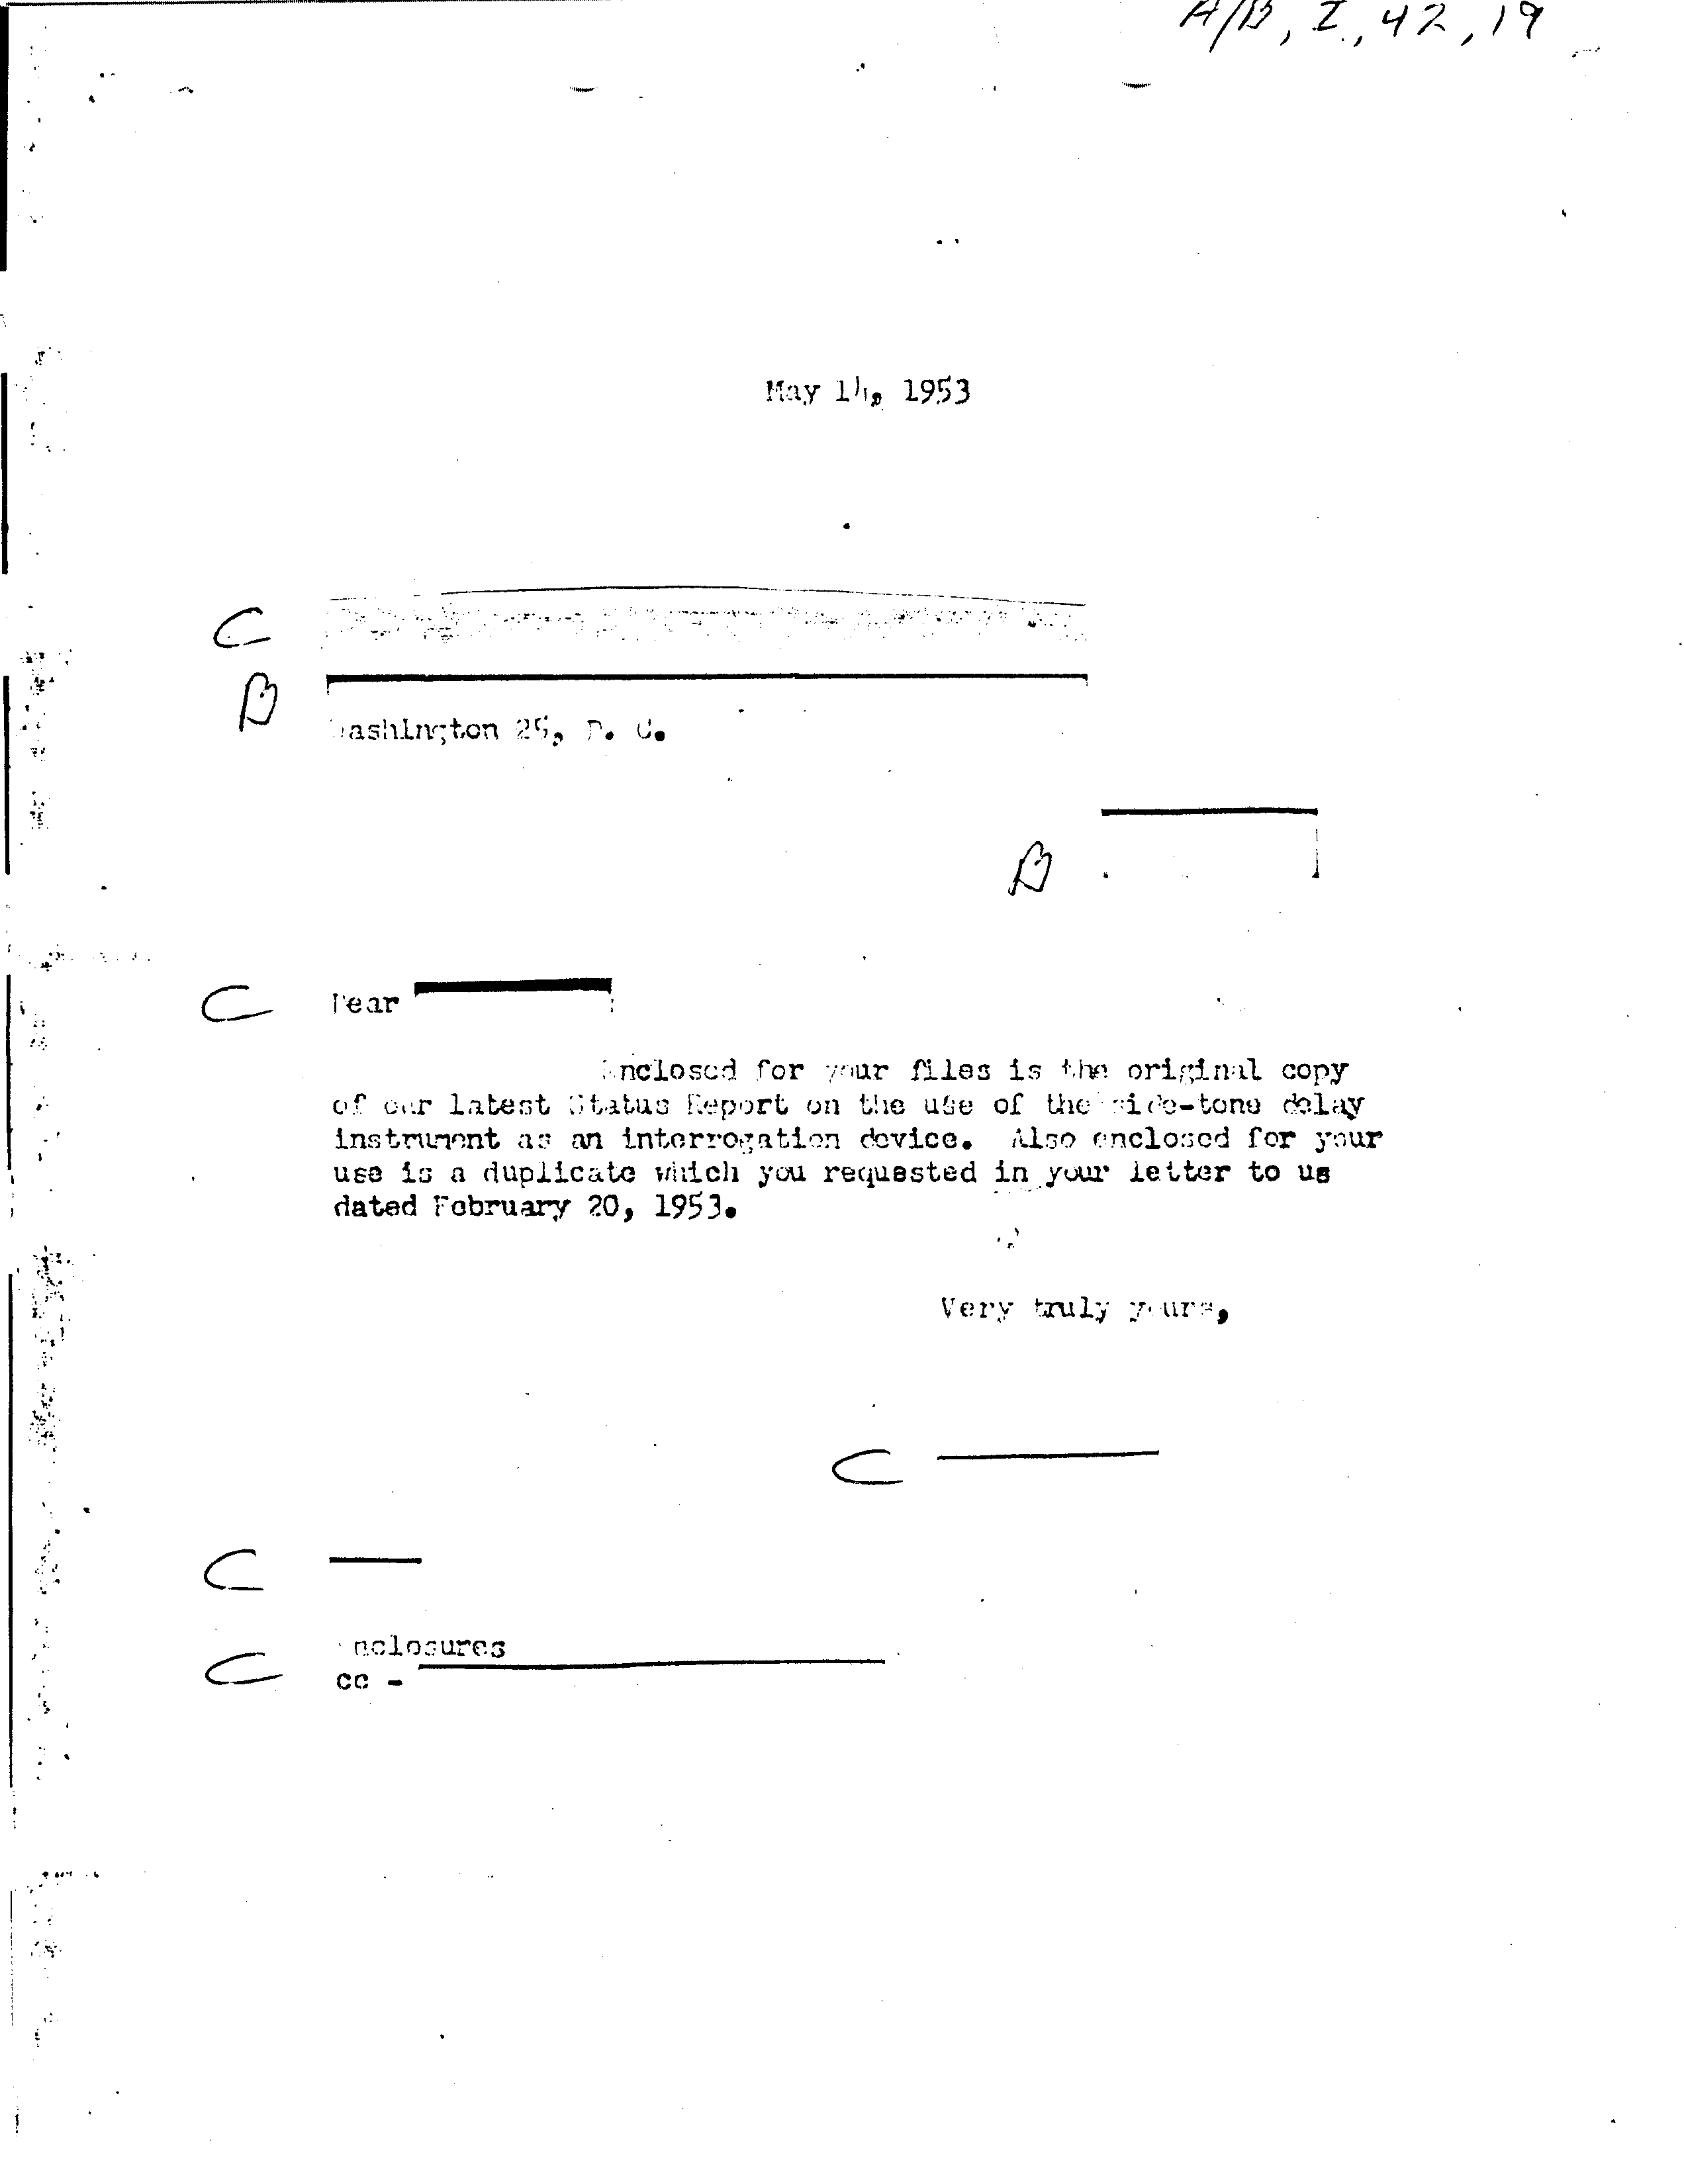 A/B, I., 42, 19
May 14, 1953
C
B
Washington 25, D. C.
B
C Dear
Enclosed for your files is the original copy
of our latest Status Report on the use of the side-tone delay
instrument as an interrogation device. Also enclosed for your
use is a duplicate which you requested in your letter to us
dated February 20, 1953.
Very truly yours,
C
C
Enclosures
C cc -